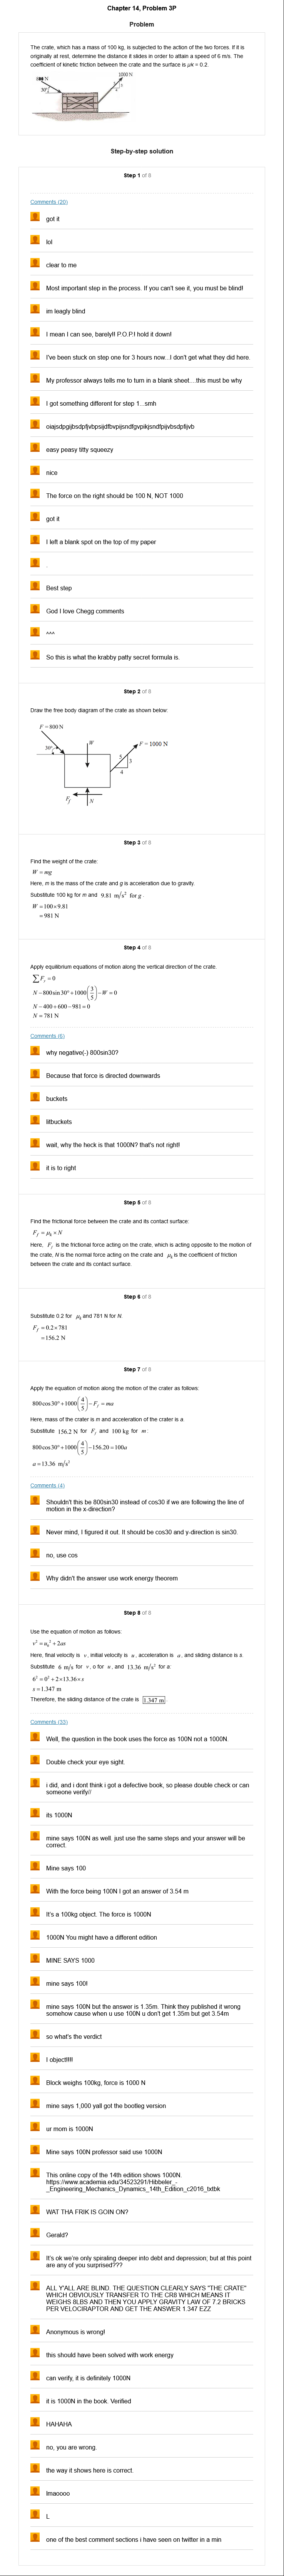 Chapter 14, Problem 3P
Problem
The crate, which has a mass of 100 kg, is subjected to the action of the two forces. If it is
originally at rest, determine the distance it slides in order to attain a speed of 6 m/s. The
coefficient of kinetic friction between the crate and the surface is μK = 0.2.
1000 N
30°
Step-by-step solution
Step 1 of 8
Comments (20)
got it
lol
clear to me
Most important step in the process. If you can't see it, you must be blind!
im leagly blind
I mean I can see, barely!! P.O.P.I hold it down!
I've been stuck on step one for 3 hours now...I don't get what they did here.
My professor always tells me to turn in a blank sheet....this must be why
I got something different for step 1...smh
easy peasy titty squeezy
nice
The force on the right should be 100 N, NOT 1000
got it
I left a blank spot on the top of my paper
.
Best step
God I love Chegg comments
^^^
So this is what the krabby patty secret formula is.
Step 2 of 8
Draw the free body diagram of the crate as shown below:
F = 800 N
30°
W
F = 1000 N
5
3
4
F_f
N
Step 3 of 8
Find the weight of the crate:
W = mg
Here, m is the mass of the crate and g is acceleration due to gravity.
Substitute 100 kg for m and 9.81 m/s² for g.
W = 100×9.81
= 981 N
Step 4 of 8
Apply equilibrium equations of motion along the vertical direction of the crate.
∑F_y = 0
N − 800 sin 30° + 1000(3/5) − W = 0
N − 400 + 600 − 981 = 0
N = 781 N
Comments (6)
why negative(-) 800sin30?
Because that force is directed downwards
buckets
litbuckets
wait, why the heck is that 1000N? that's not right!
it is to right
Step 5 of 8
Find the frictional force between the crate and its contact surface:
F_f = μ_k × N
Here, F_f is the frictional force acting on the crate, which is acting opposite to the motion of
the crate, N is the normal force acting on the crate and μ_k is the coefficient of friction
between the crate and its contact surface.
Step 6 of 8
Substitute 0.2 for μ_k and 781 N for N.
F_f = 0.2×781
= 156.2 N
Step 7 of 8
Apply the equation of motion along the motion of the crate as follows:
800 cos 30° + 1000(4/5) − F_f = ma
Here, mass of the crater is m and acceleration of the crater is a
Substitute 156.2 N for F_f and 100 kg for m.
800 cos 30° + 1000(4/5) − 156.20 = 100a
a = 13.36 m/s²
Comments (4)
Shouldn't this be 800sin30 instead of cos30 if we are following the line of
motion in the x-direction?
Never mind, I figured it out. It should be cos30 and y-direction is sin30.
no, use cos
Why didn't the answer use work energy theorem
Step 8 of 8
Use the equation of motion as follows:
v² = u₀² + 2as
Here, final velocity is v, initial velocity is u, acceleration is a, and sliding distance is s.
Substitute 6 m/s for v, o for u, and 13.36 m/s² for a:
6² = 0² + 2×13.36×s
s = 1.347 m
Therefore, the sliding distance of the crate is 1.347 m.
Comments (33)
Well, the question in the book uses the force as 100N not a 1000N.
Double check your eye sight.
i did, and i dont think i got a defective book, so please double check or can
someone verify//
its 1000N
mine says 100N as well. just use the same steps and your answer will be
correct.
Mine says 100
With the force being 100N I got an answer of 3.54 m
It's a 100kg object. The force is 1000N
1000N You might have a different edition
MINE SAYS 1000
mine says 100!
mine says 100N but the answer is 1.35m. Think they published it wrong
somehow cause when u use 100N u don't get 1.35m but get 3.54m
so what's the verdict
I object!!!!
Block weighs 100kg, force is 1000 N
mine says 1,000 yall got the bootleg version
ur mom is 1000N
Mine says 100N professor said use 1000N
This online copy of the 14th edition shows 1000N.
https://www.academia.edu/34523291/Hibbeler_-
_Engineering_Mechanics_Dynamics_14th_Edition_c2016_txtbk
WAT THA FRIK IS GOIN ON?
Gerald?
It's ok we're only spiraling deeper into debt and depression, but at this point
are any of you surprised???
ALL Y'ALL ARE BLIND. THE QUESTION CLEARLY SAYS "THE CRATE"
WHICH OBVIOUSLY TRANSFER TO THE CR8 WHICH MEANS IT
WEIGHS 8LBS AND THEN YOU APPLY GRAVITY LAW OF 7.2 BRICKS
PER VELOCIRAPTOR AND GET THE ANSWER 1.347 EZZ
Anonymous is wrong!
this should have been solved with work energy
can verify, it is definitely 1000N
it is 1000N in the book. Verified
HAHAHA
no, you are wrong.
the way it shows here is correct.
lmaoooo
L
one of the best comment sections i have seen on twitter in a min